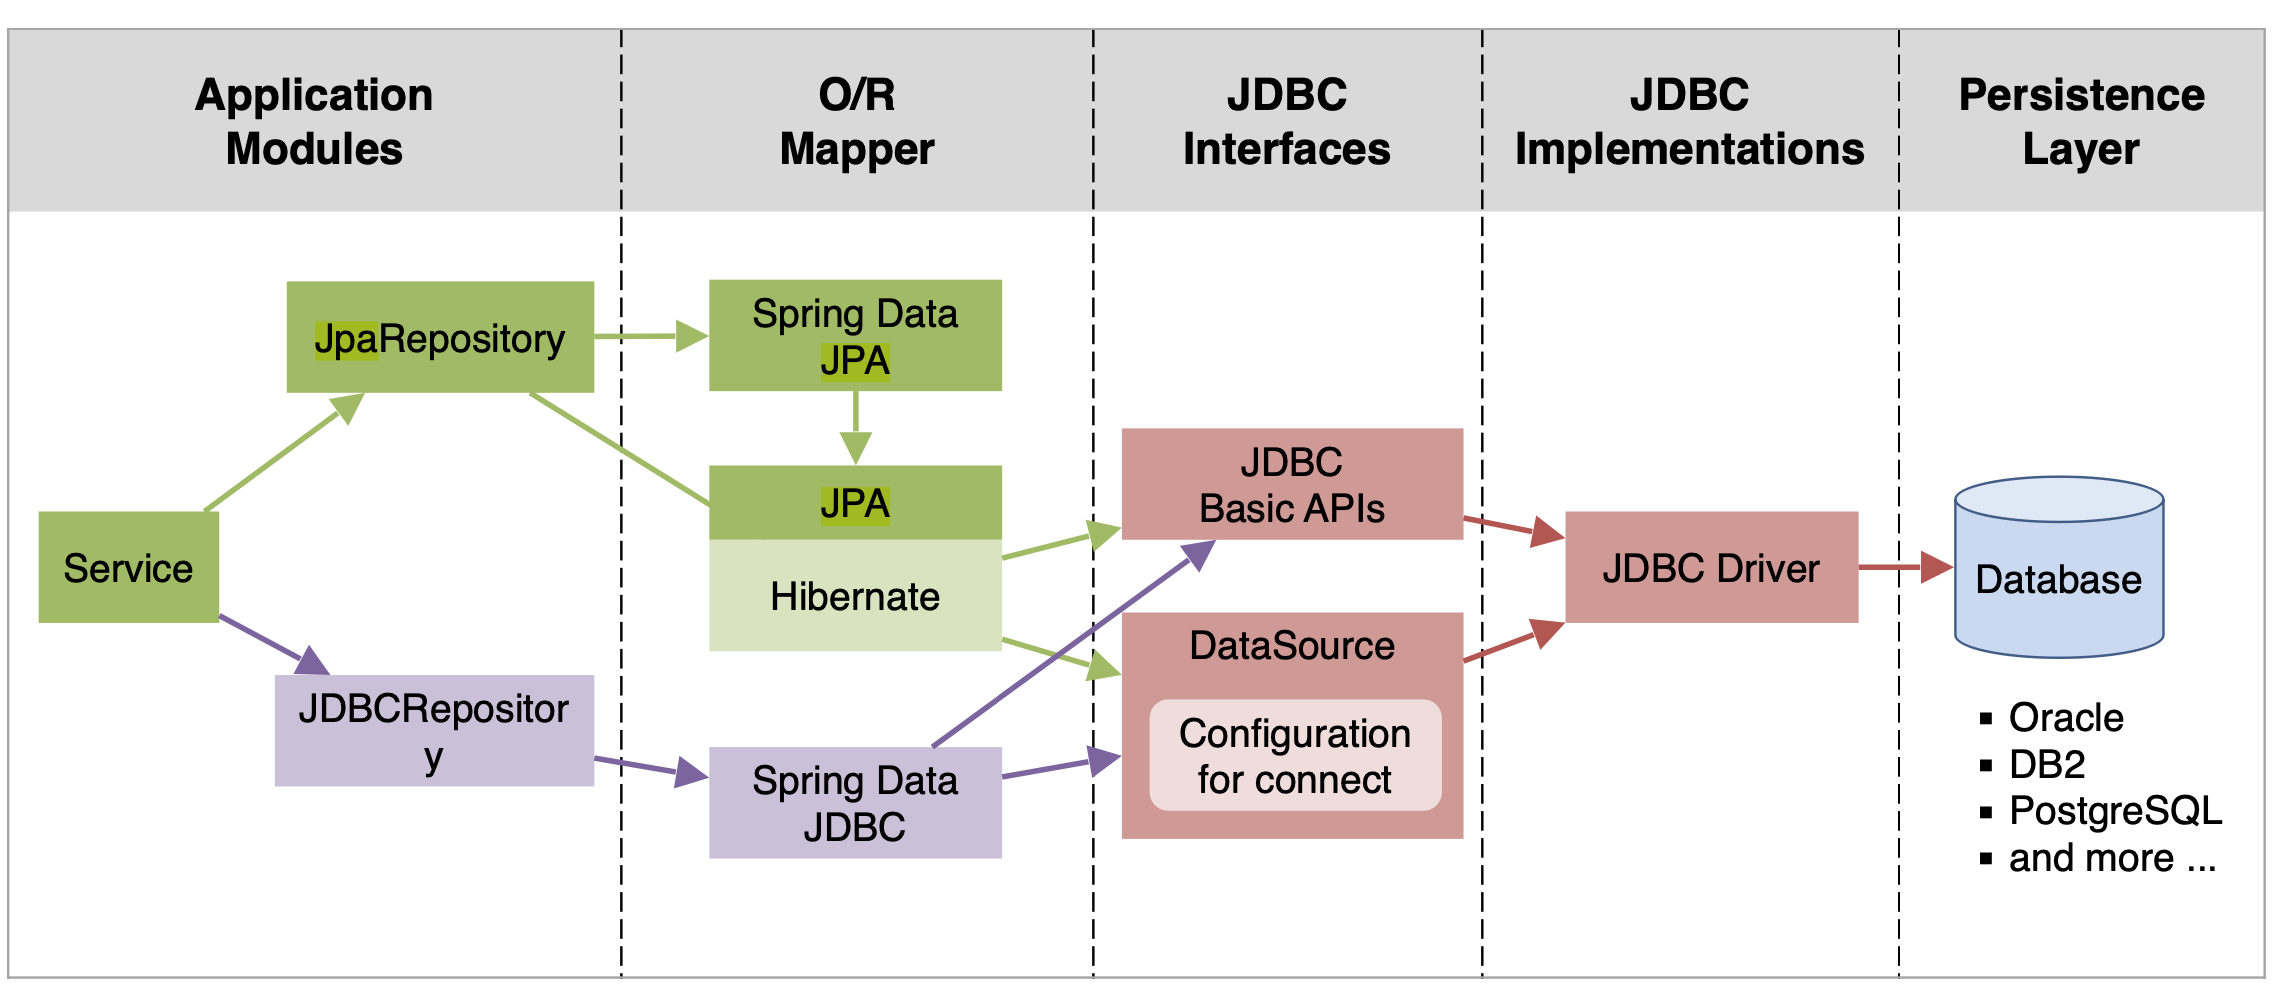 Application
Modules
O/R
Mapper
JDBC
Interfaces
JDBC
Implementations
Persistence
Layer
JpaRepository
Service
JDBCRepositor
y
Spring Data
JPA
JPA
Hibernate
Spring Data
JDBC
JDBC
Basic APIs
DataSource
Configuration
for connect
JDBC Driver
Database
▪ Oracle
▪ DB2
▪ PostgreSQL
▪ and more ...